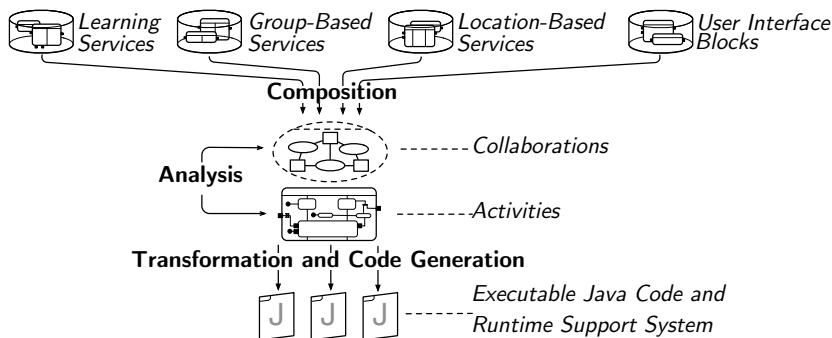 Learning
Services
Group-Based
Services
Location-Based
Services
User Interface
Blocks
Composition
Collaborations
Analysis
Activities
Transformation and Code Generation
J J J
Executable Java Code and
Runtime Support System